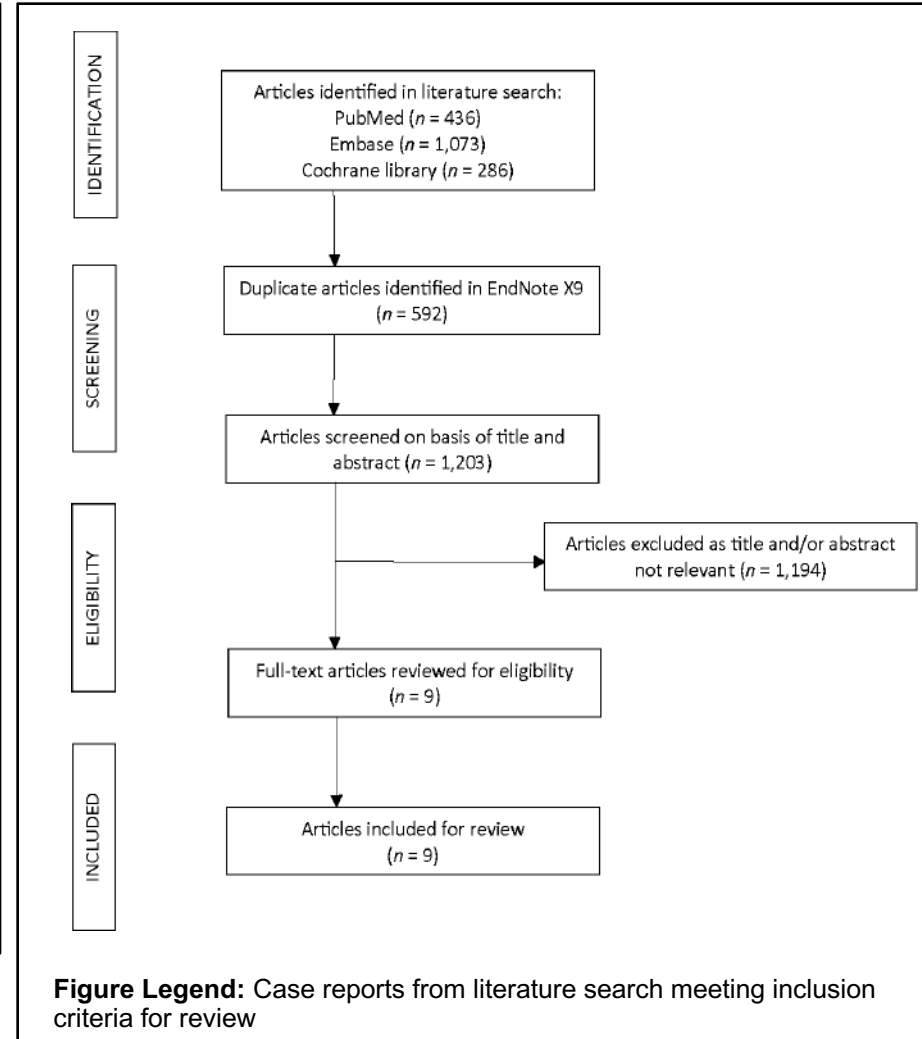 IDENTIFICATION
Articles identified in literature search:
PubMed (n = 436)
Embase (n = 1,073)
Cochrane library (n = 286)
SCREENING
Duplicate articles identified in EndNote X9
(n = 592)
Articles screened on basis of title and
abstract (n = 1,203)
ELIGIBILITY
Articles excluded as title and/or abstract
not relevant (n = 1,194)
Full-text articles reviewed for eligibility
(n = 9)
INCLUDED
Articles included for review
(n = 9)
Figure Legend: Case reports from literature search meeting inclusion
criteria for review